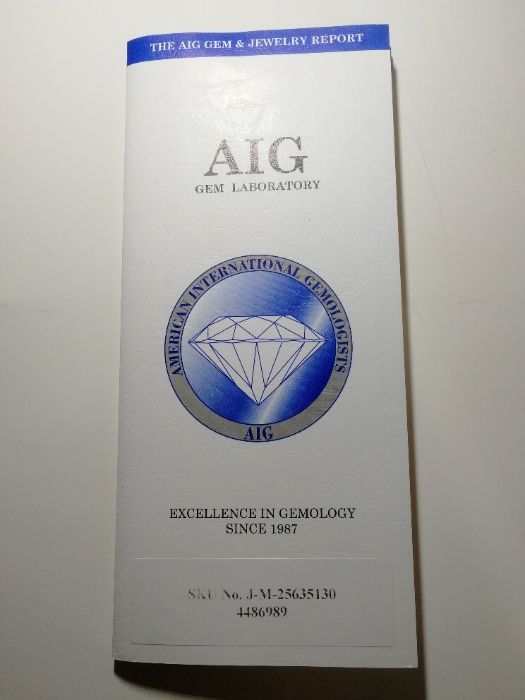 THE AIG GEM & JEWELRY REPORT
AIG
GEM LABORATORY
AMERICAN INTERNATIONAL GEMOLOGISTS
AIG
EXCELLENCE IN GEMOLOGY
SINCE 1987
SKU No. J-M-25635130
4486989